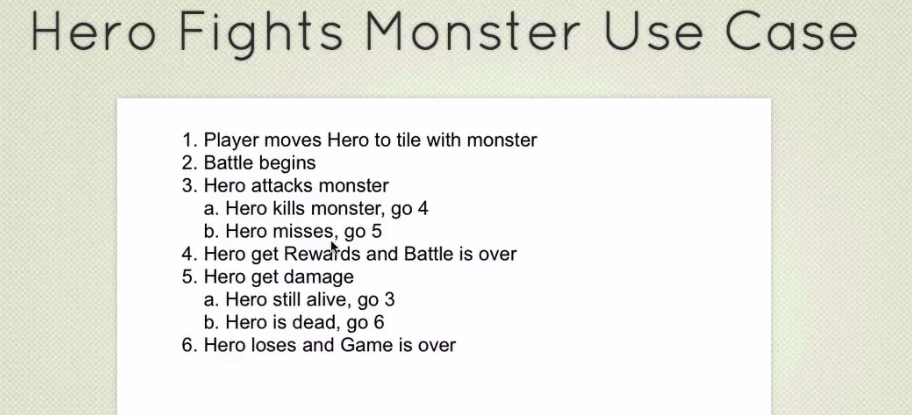 Hero Fights Monster Use Case
1. Player moves Hero to tile with monster
2. Battle begins
3. Hero attacks monster
a. Hero kills monster, go 4
b. Hero misses, go 5
4. Hero get Rewards and Battle is over
5. Hero get damage
a. Hero still alive, go 3
b. Hero is dead, go 6
6. Hero loses and Game is over